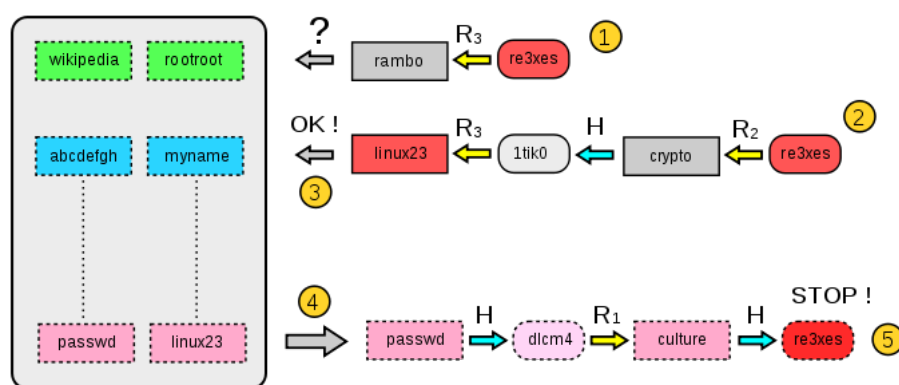 wikipedia rootroot
? rambo R3 re3xes 1
abcdefgh myname
OK ! linux23 R3 1tik0 H crypto R2 re3xes 2
3
4
STOP !
passwd linux23
passwd H dlcm4 R1 culture H re3xes 5